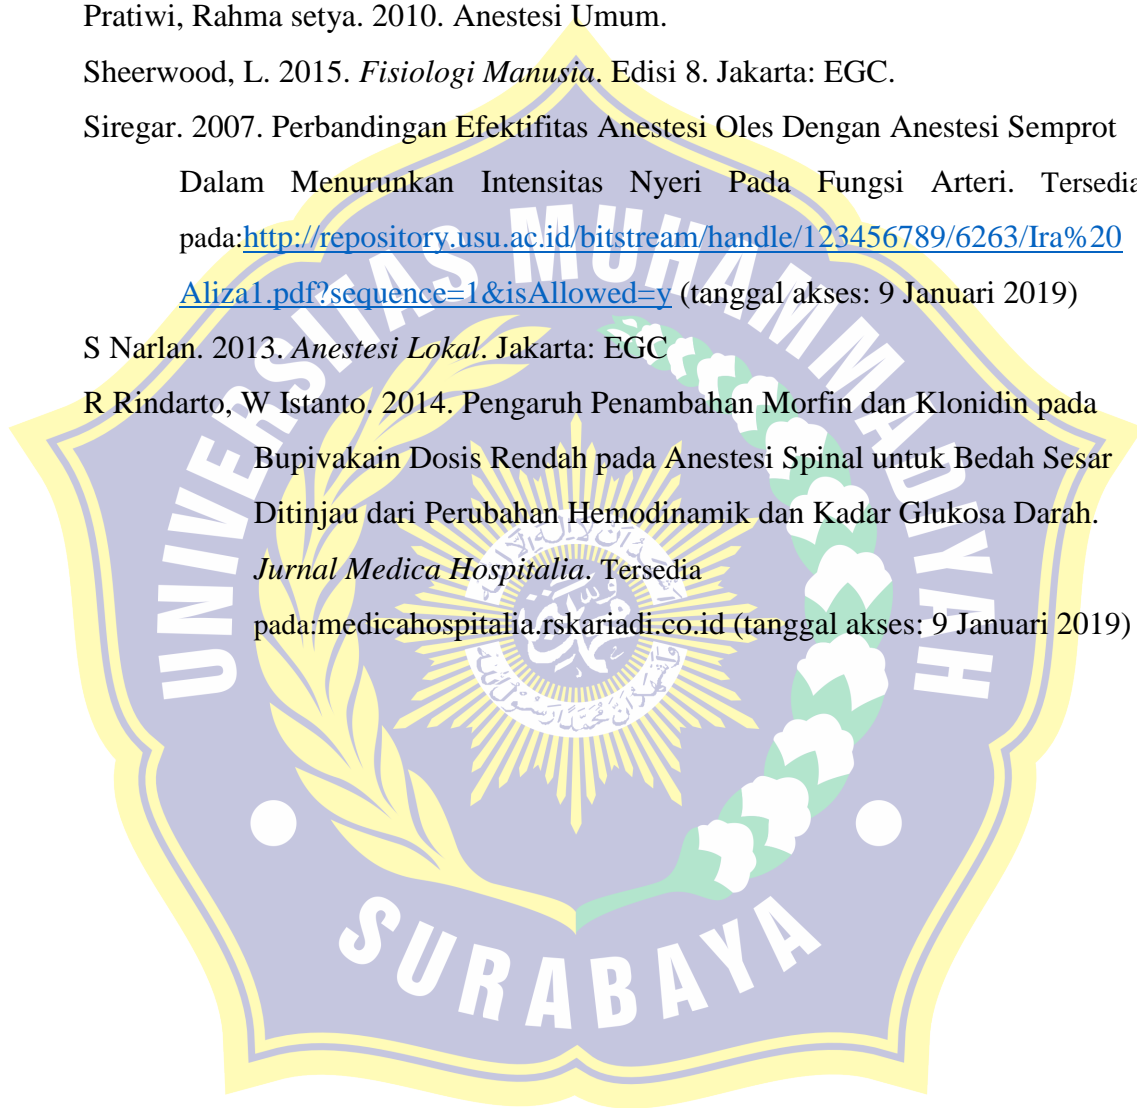 Pratiwi, Rahma setya. 2010. Anestesi Umum.
Sheerwood, L. 2015. Fisiologi Manusia. Edisi 8. Jakarta: EGC.
Siregar. 2007. Perbandingan Efektifitas Anestesi Oles Dengan Anestesi Semprot
Dalam Menurunkan Intensitas Nyeri Pada Fungsi Arteri. Tersedia
pada:http://repository.usu.ac.id/bitstream/handle/123456789/6263/Ira%20
Aliza1.pdf?sequence=1&isAllowed=y (tanggal akses: 9 Januari 2019)
S Narlan. 2013. Anestesi Lokal. Jakarta: EGC
R Rindarto, W Istanto. 2014. Pengaruh Penambahan Morfin dan Klonidin pada
Bupivakain Dosis Rendah pada Anestesi Spinal untuk Bedah Sesar
Ditinjau dari Perubahan Hemodinamik dan Kadar Glukosa Darah.
Jurnal Medica Hospitalia. Tersedia
pada:medicahospitalia.rskariadi.co.id (tanggal akses: 9 Januari 2019)
UNIVERSITAS MUHAMMADIYAH
SURABAYA